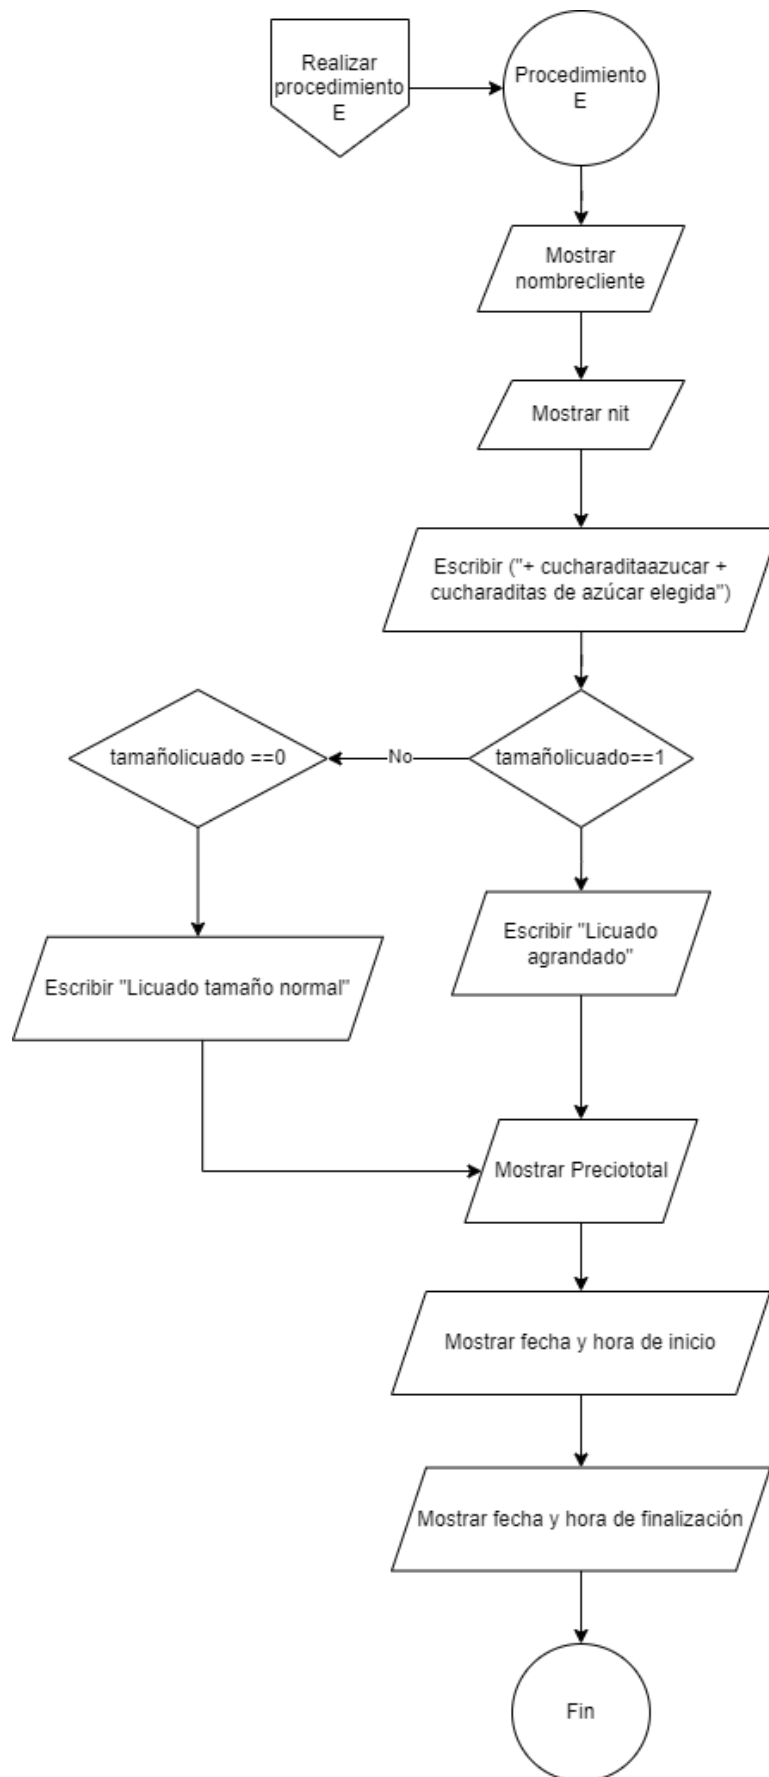 Realizar
procedimiento
E
Procedimiento
E
Mostrar
nombrecliente
Mostrar nit
Escribir ("+ cucharaditaazucar +
cucharaditas de azúcar elegida")
tamañolicuado ==0
No
tamañolicuado==1
Escribir "Licuado
agrandado"
Escribir "Licuado tamaño normal"
Mostrar Preciototal
Mostrar fecha y hora de inicio
Mostrar fecha y hora de finalización
Fin